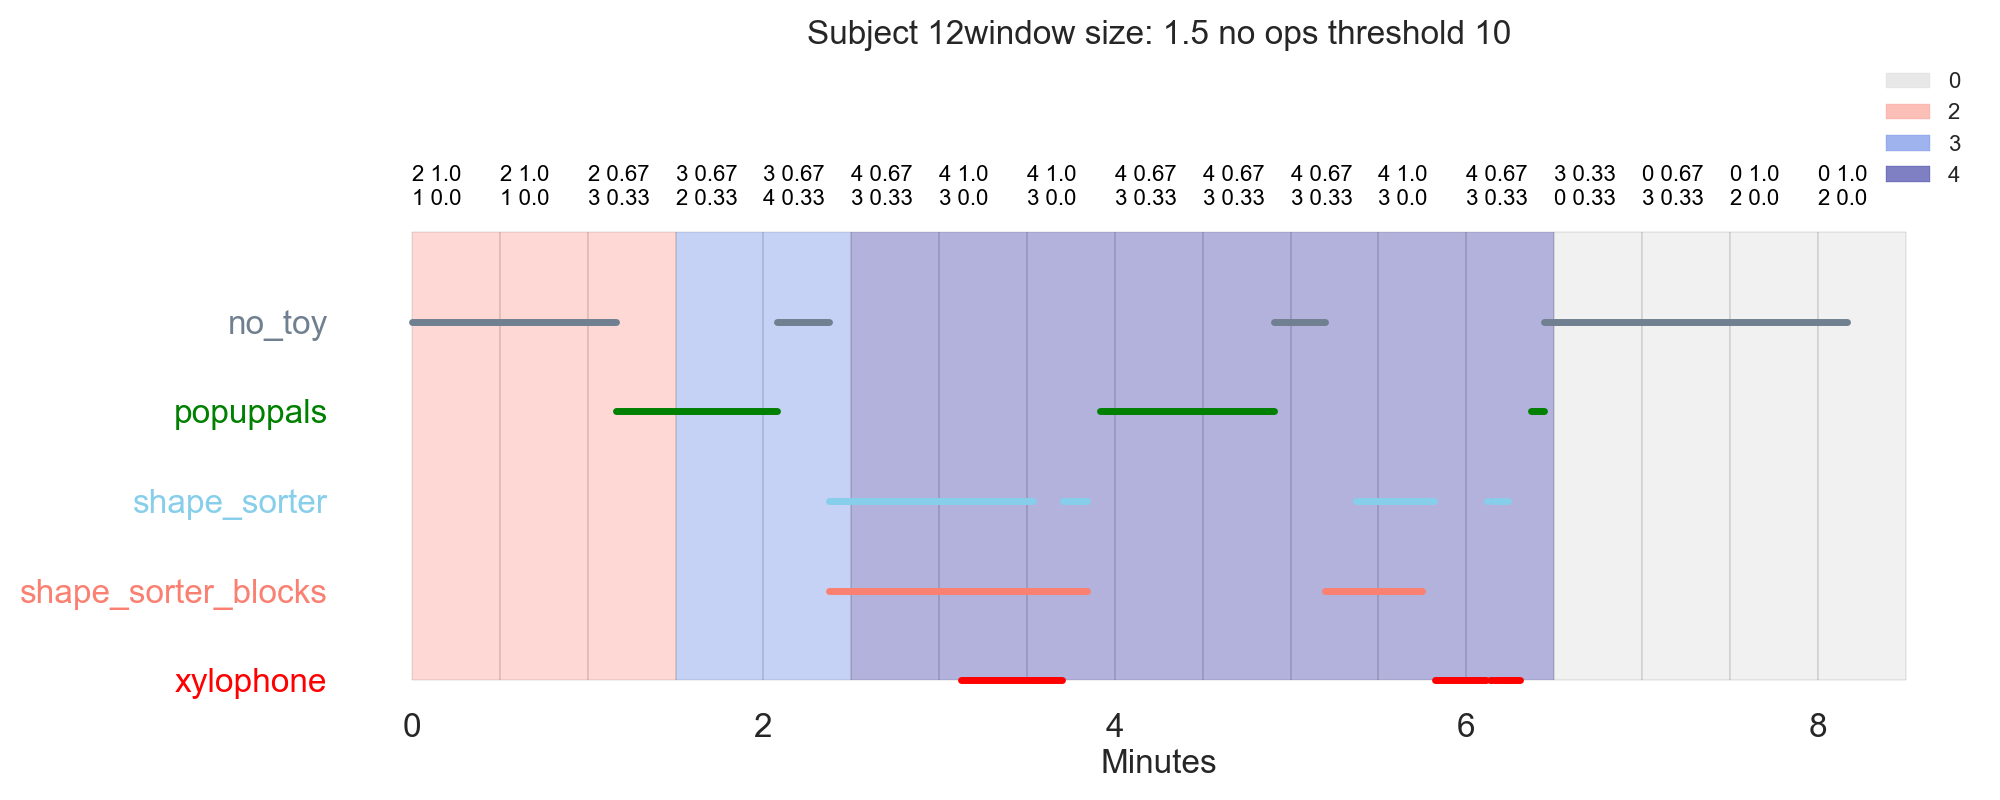 Subject 12window size: 1.5 no ops threshold 10
0
2
3
4
2 1.0 2 1.0 2 0.67 3 0.67 3 0.67 4 0.67 4 1.0 4 1.0 4 0.67 4 0.67 4 0.67 4 1.0 4 0.67 3 0.33 0 0.67 0 1.0 0 1.0
1 0.0 1 0.0 3 0.33 2 0.33 4 0.33 3 0.33 3 0.0 3 0.0 3 0.33 3 0.33 3 0.33 3 0.0 3 0.33 0 0.33 3 0.33 2 0.0 2 0.0
no_toy
popuppals
shape_sorter
shape_sorter_blocks
xylophone
0 2 4 6 8
Minutes